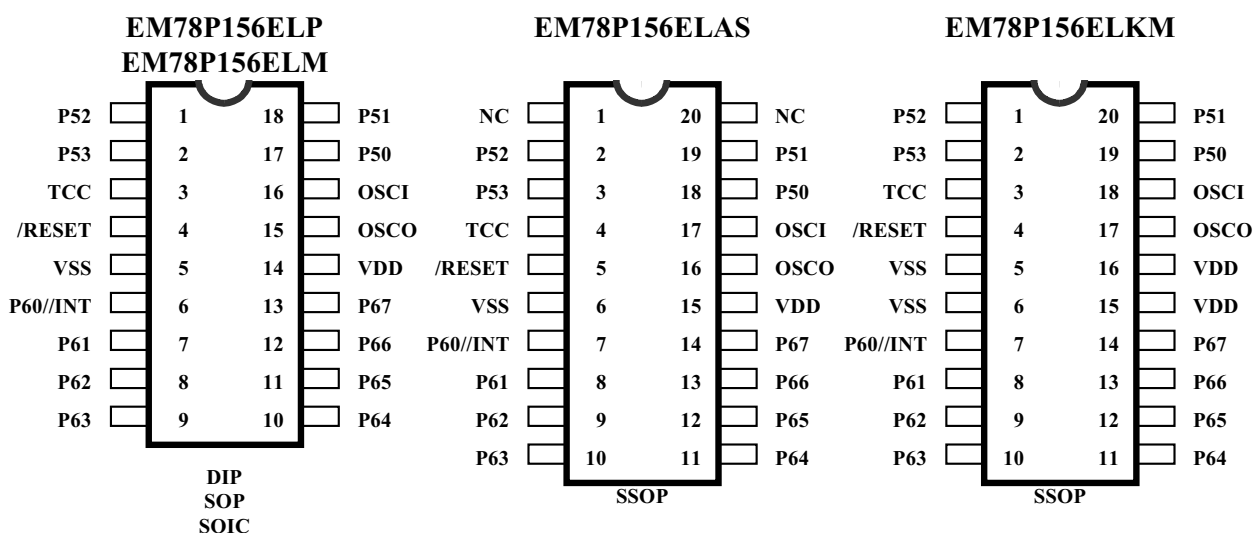 EM78P156ELP
EM78P156ELM
P52 1 18 P51
P53 2 17 P50
TCC 3 16 OSCI
/RESET 4 15 OSCO
VSS 5 14 VDD
P60//INT 6 13 P67
P61 7 12 P66
P62 8 11 P65
P63 9 10 P64
DIP
SOP
SOIC
EM78P156ELAS
NC 1 20 NC
P52 2 19 P51
P53 3 18 P50
TCC 4 17 OSCI
/RESET 5 16 OSCO
VSS 6 15 VDD
P60//INT 7 14 P67
P61 8 13 P66
P62 9 12 P65
P63 10 11 P64
SSOP
EM78P156ELKM
P52 1 20 P51
P53 2 19 P50
TCC 3 18 OSCI
/RESET 4 17 OSCO
VSS 5 16 VDD
VSS 6 15 VDD
P60//INT 7 14 P67
P61 8 13 P66
P62 9 12 P65
P63 10 11 P64
SSOP